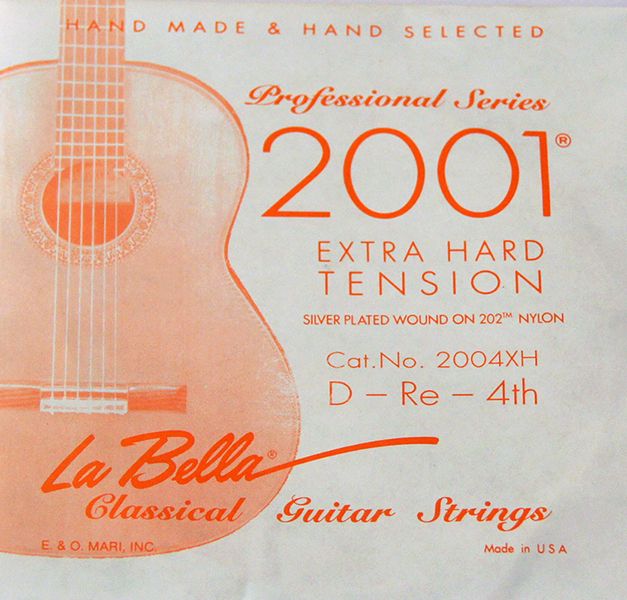 HAND MADE & HAND SELECTED
Professional Series
2001®
EXTRA HARD
TENSION
SILVER PLATED WOUND ON 202™ NYLON
Cat.No. 2004XH
D – Re – 4th
La Bella®
Classical Guitar Strings
E. & O. MARI, INC.
Made in USA